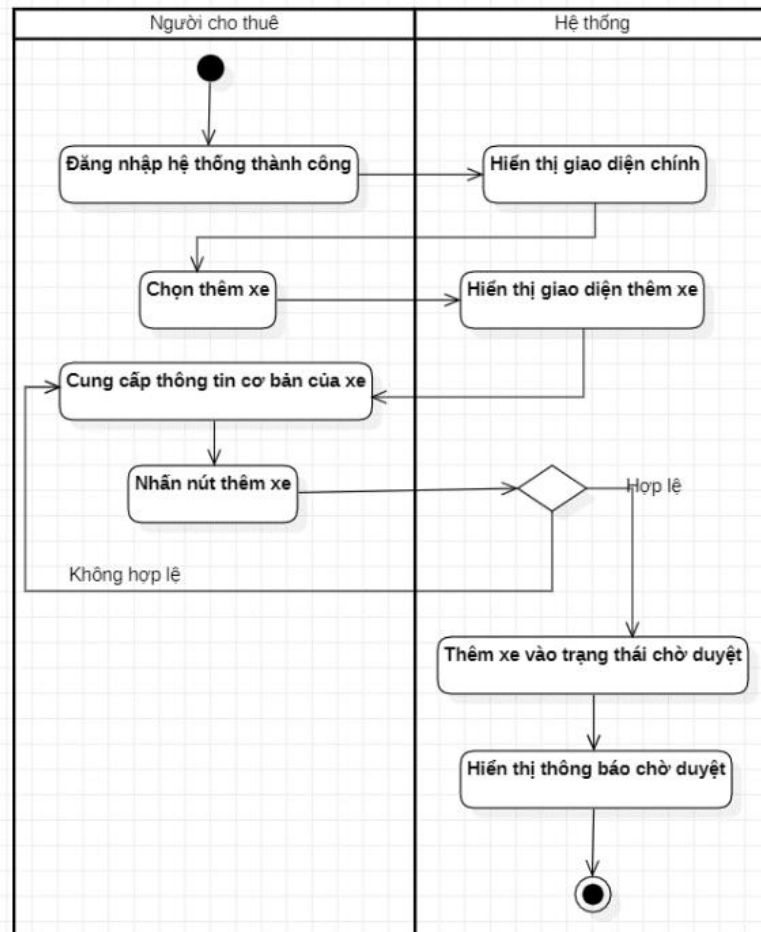 Người cho thuê
Hệ thống
Đăng nhập hệ thống thành công
Hiển thị giao diện chính
Chọn thêm xe
Hiển thị giao diện thêm xe
Cung cấp thông tin cơ bản của xe
Nhấn nút thêm xe
Hợp lệ
Không hợp lệ
Thêm xe vào trạng thái chờ duyệt
Hiển thị thông báo chờ duyệt